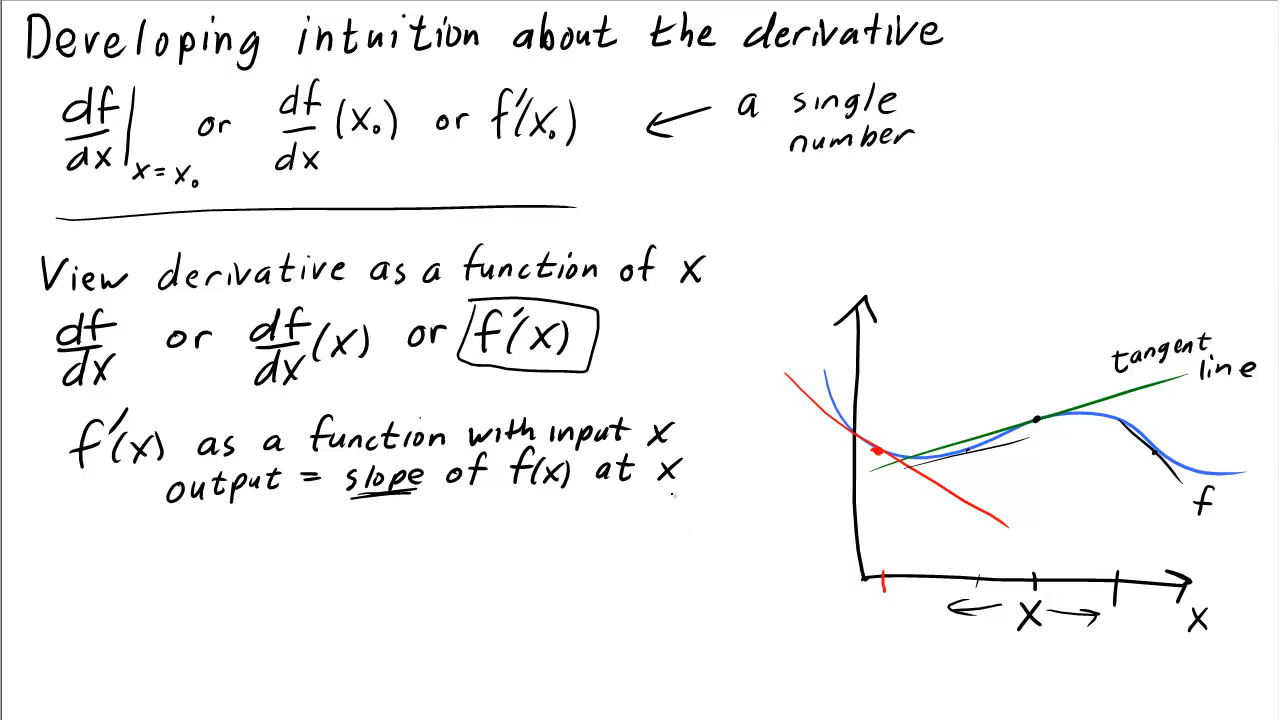 Developing intuition about the derivative
df/dx|x=x₀ or df/dx(x₀) or f'(x₀) ← a single number
View derivative as a function of x
df/dx or df/dx(x) or f'(x)
f'(x) as a function with input x
output = slope of f(x) at x
tangent line
f
← x →
x